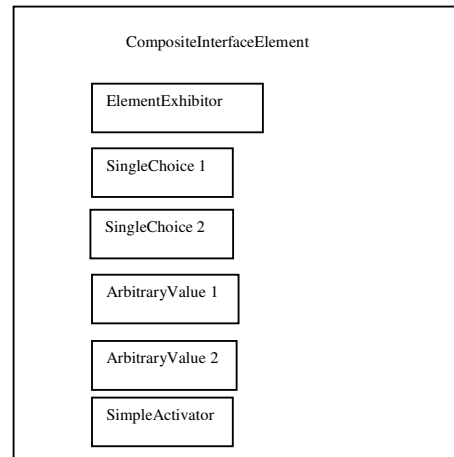 CompositeInterfaceElement
ElementExhibitor
SingleChoice 1
SingleChoice 2
ArbitraryValue 1
ArbitraryValue 2
SimpleActivator